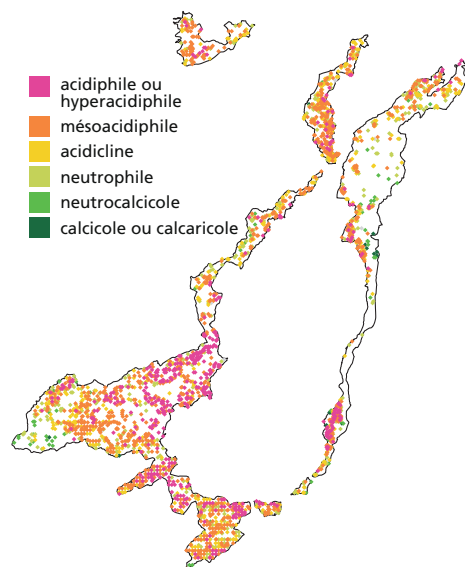 acidiphile ou
hyperacidiphile
mésoacidiphile
acidicline
neutrophile
neutrocalcicole
calcicole ou calcaricole